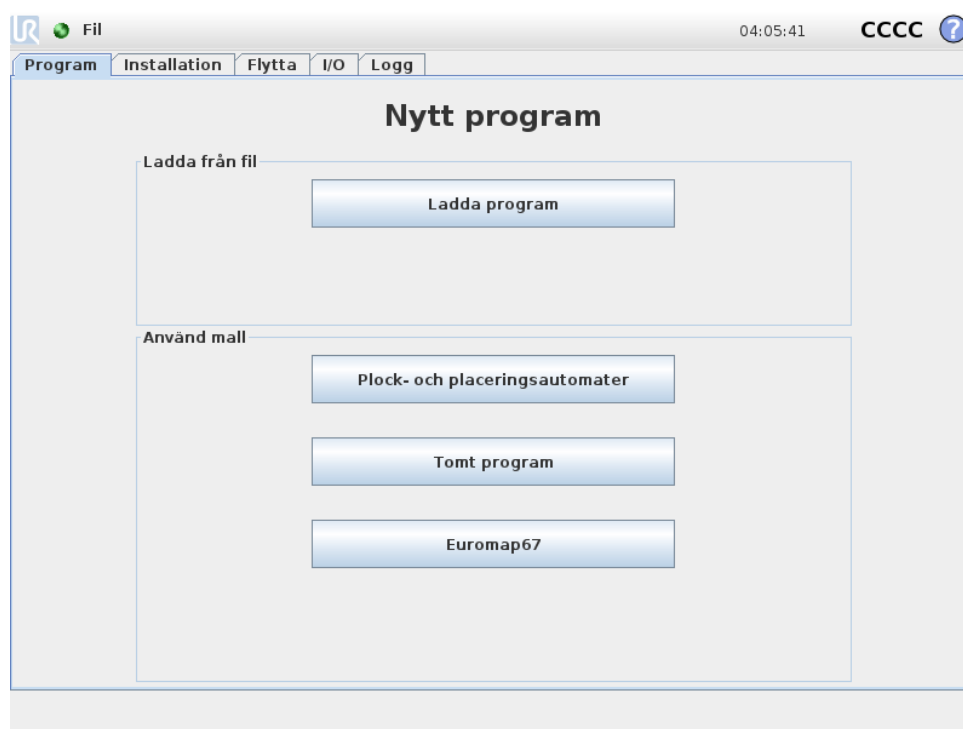 UR Fil 04:05:41 CCCC ?
Program Installation Flytta I/O Logg
Nytt program
Ladda från fil
Ladda program
Använd mall
Plock- och placeringsautomater
Tomt program
Euromap67